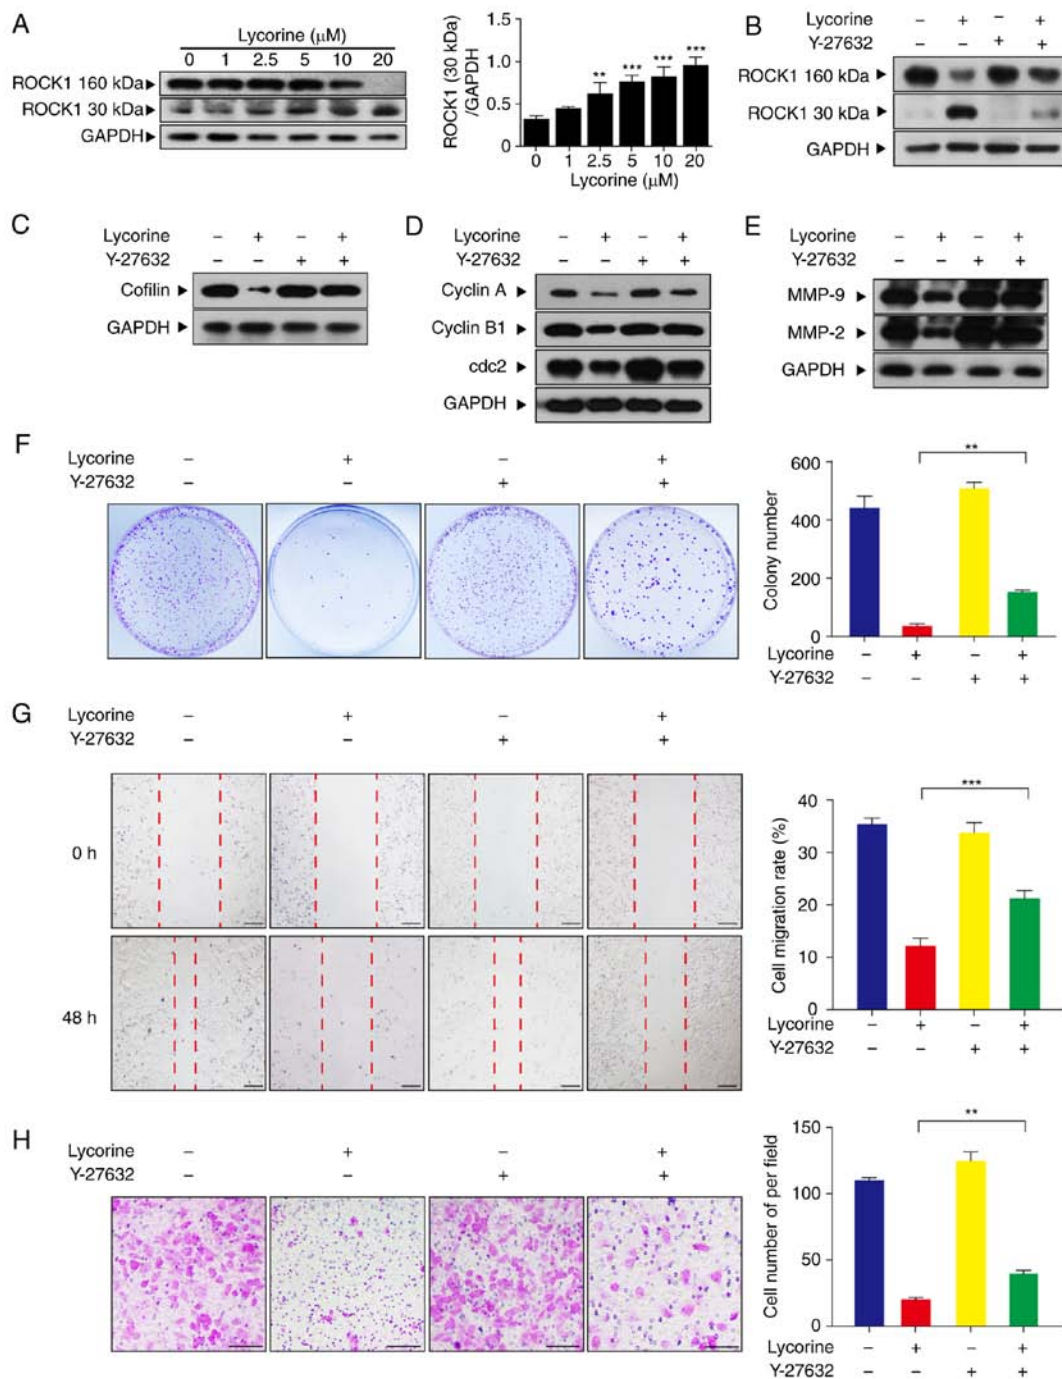 A
Lycorine (μM)
0 1 2.5 5 10 20
ROCK1 160 kDa
ROCK1 30 kDa
GAPDH
ROCK1 (30 kDa)
/GAPDH
1.5
1.0
0.5
0.0
** *** *** ***
0 1 2.5 5 10 20
Lycorine (μM)
B
Lycorine – + – +
Y-27632 – – + +
ROCK1 160 kDa
ROCK1 30 kDa
GAPDH
C
Lycorine – + – +
Y-27632 – – + +
Cofilin
GAPDH
D
Lycorine – + – +
Y-27632 – – + +
Cyclin A
Cyclin B1
cdc2
GAPDH
E
Lycorine – + – +
Y-27632 – – + +
MMP-9
MMP-2
GAPDH
F
Lycorine – + – +
Y-27632 – – + +
Colony number
600
400
200
0
**
Lycorine – + – +
Y-27632 – – + +
G
Lycorine – + – +
Y-27632 – – + +
0 h
48 h
Cell migration rate (%)
40
30
20
10
0
***
Lycorine – + – +
Y-27632 – – + +
H
Lycorine – + – +
Y-27632 – – + +
Cell number of per field
150
100
50
0
**
Lycorine – + – +
Y-27632 – – + +